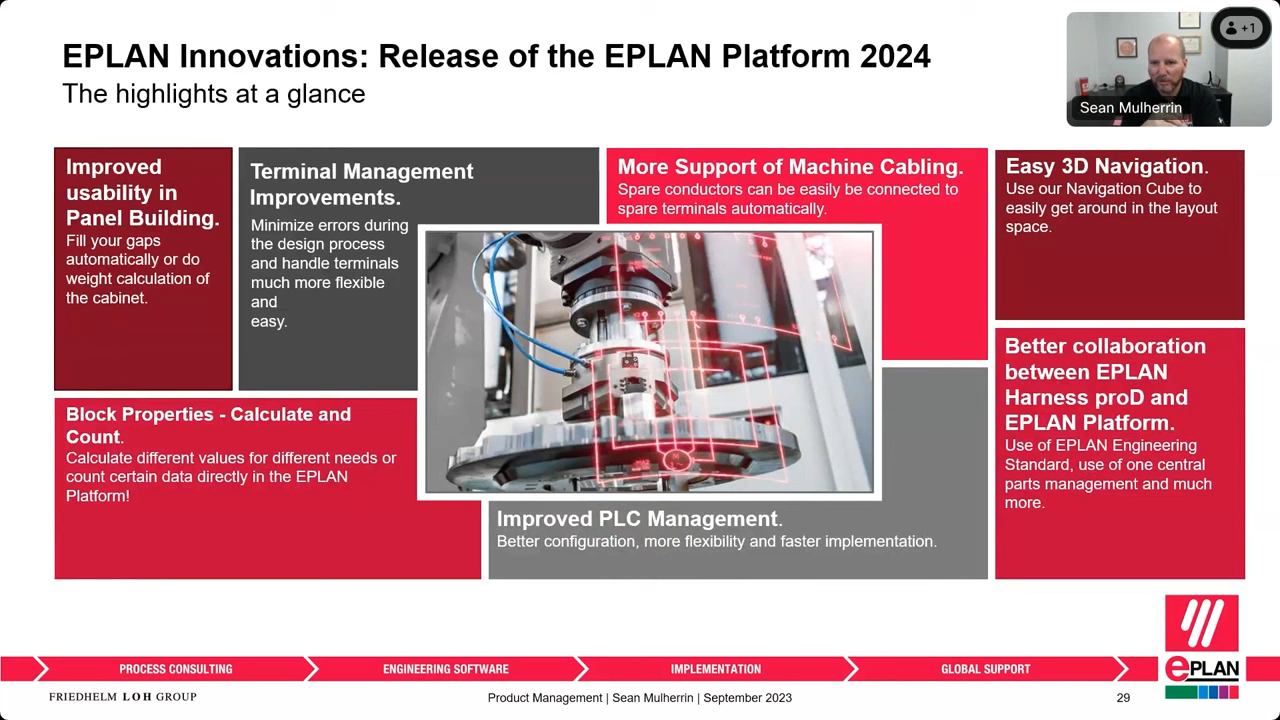 EPLAN Innovations: Release of the EPLAN Platform 2024
The highlights at a glance
+1
Sean Mulherrin
Improved
usability in
Panel Building.
Fill your gaps
automatically or do
weight calculation of
the cabinet.
Terminal Management
Improvements.
Minimize errors during
the design process
and handle terminals
much more flexible
and
easy.
More Support of Machine Cabling.
Spare conductors can be easily be connected to
spare terminals automatically.
Easy 3D Navigation.
Use our Navigation Cube to
easily get around in the layout
space.
Block Properties - Calculate and
Count.
Calculate different values for different needs or
count certain data directly in the EPLAN
Platform!
Improved PLC Management.
Better configuration, more flexibility and faster implementation.
Better collaboration
between EPLAN
Harness proD and
EPLAN Platform.
Use of EPLAN Engineering
Standard, use of one central
parts management and much
more.
PROCESS CONSULTING
ENGINEERING SOFTWARE
IMPLEMENTATION
GLOBAL SUPPORT
ePLAN
FRIEDHELM LOH GROUP
Product Management | Sean Mulherrin | September 2023
29